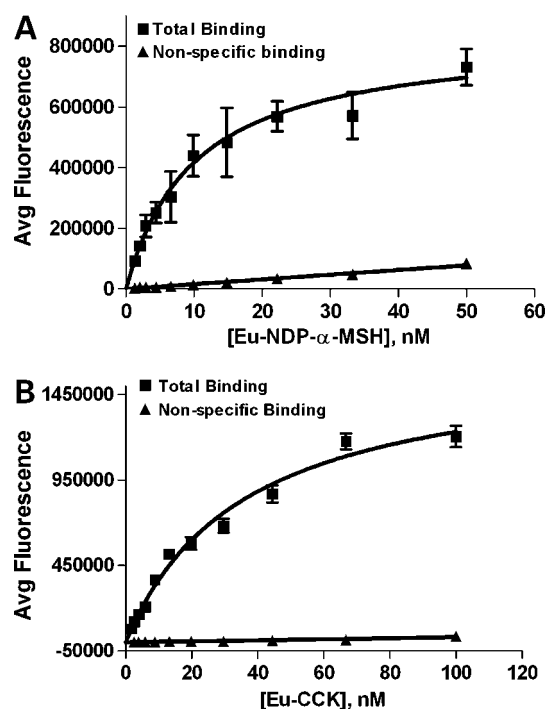 A
Total Binding
Non-specific binding
Avg Fluorescence
800000
600000
400000
200000
0
0 10 20 30 40 50 60
[Eu-NDP-α-MSH], nM
B
Total Binding
Non-specific Binding
Avg Fluorescence
1450000
950000
450000
-50000
0 20 40 60 80 100 120
[Eu-CCK], nM